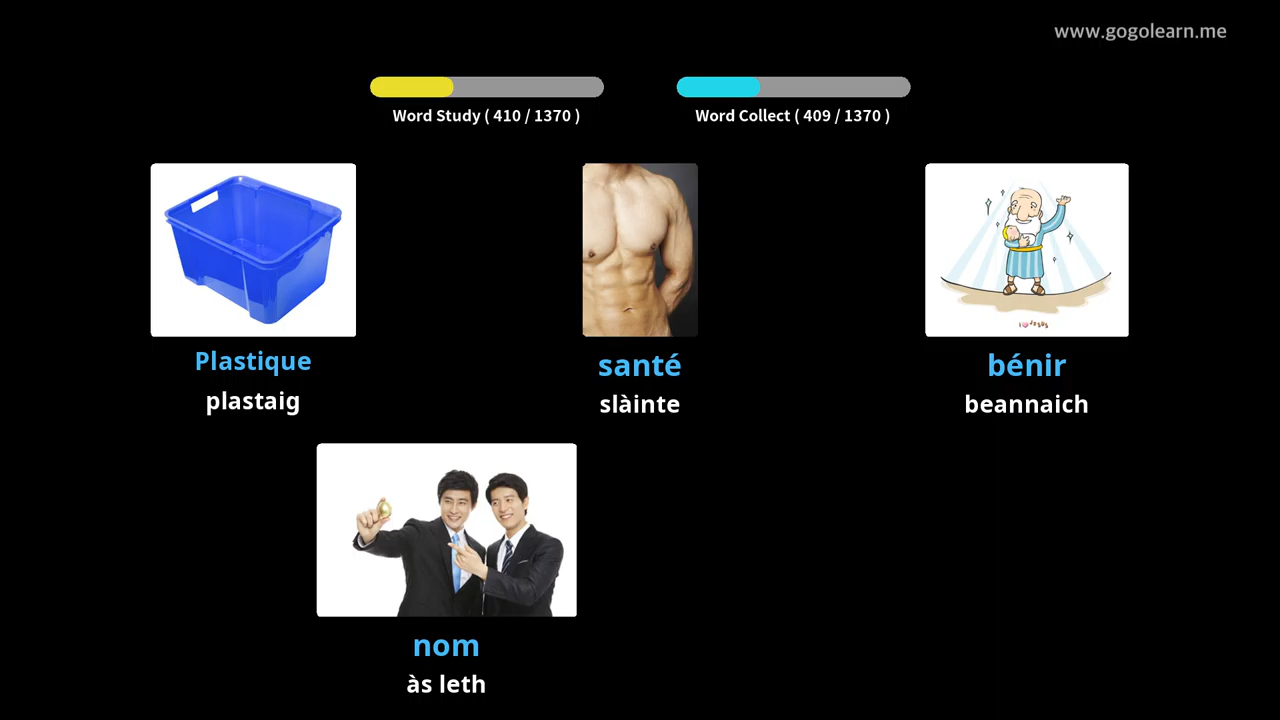 www.gogolearn.me
Word Study ( 410 / 1370 )
Word Collect ( 409 / 1370 )
Plastique
plastaig
santé
slàinte
I JESUS
bénir
beannaich
nom
às leth